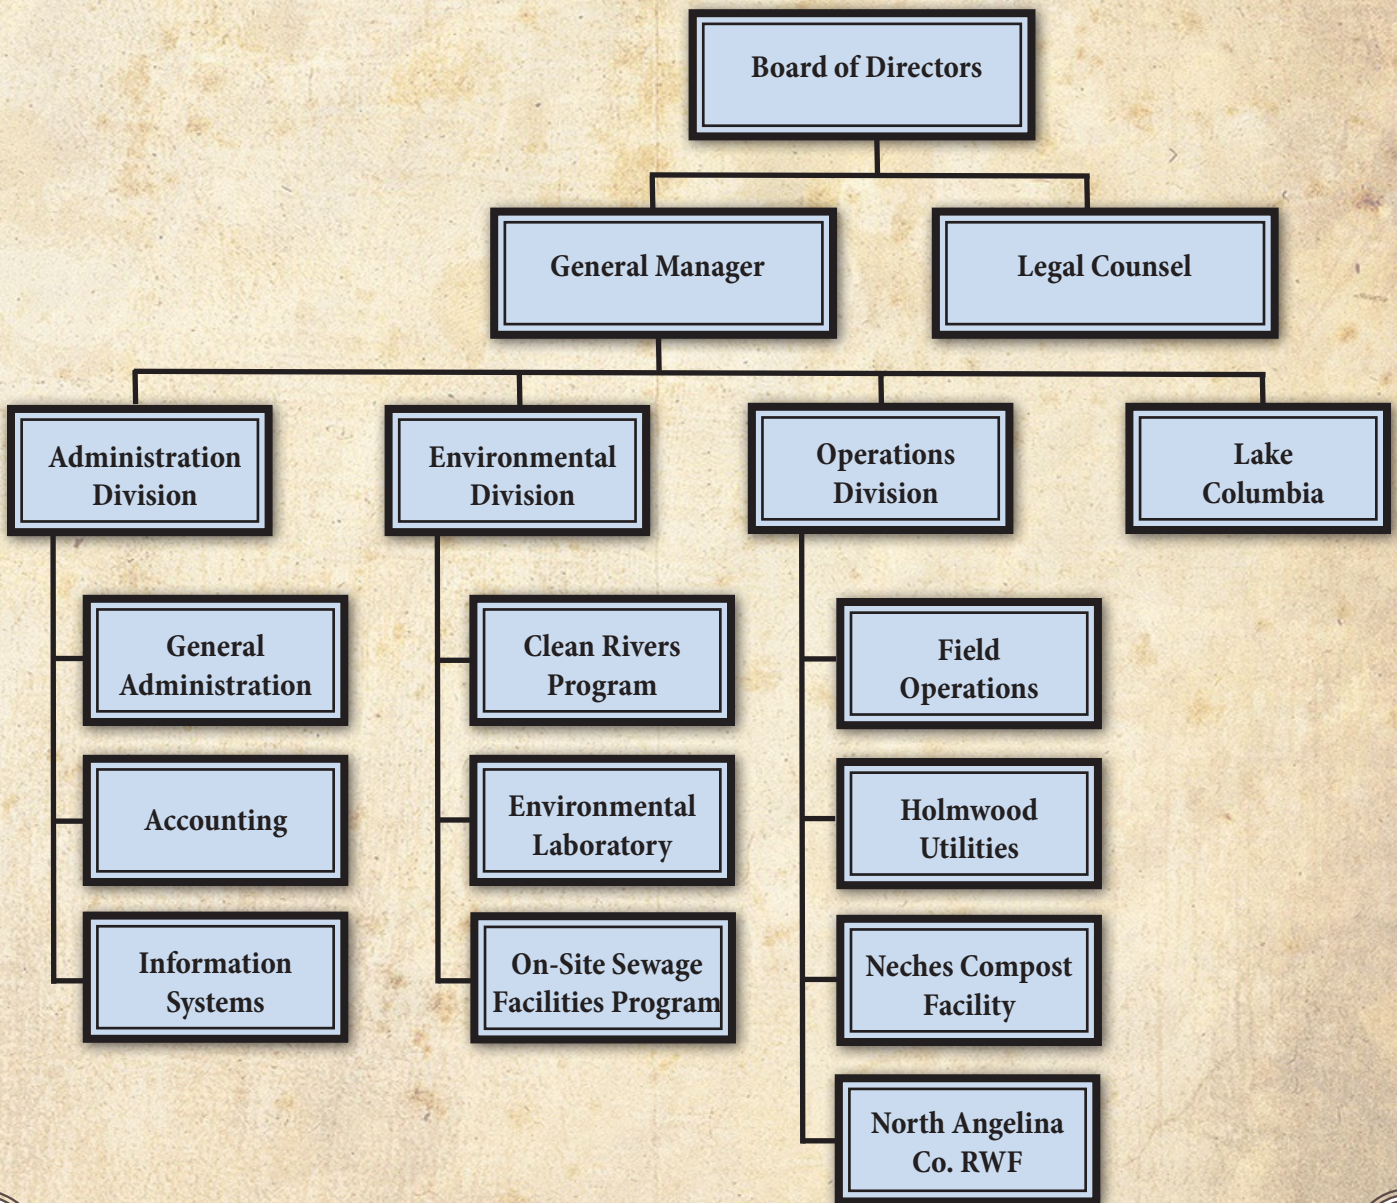 Board of Directors
General Manager
Legal Counsel
Administration
Division
Environmental
Division
Operations
Division
Lake
Columbia
General
Administration
Clean Rivers
Program
Field
Operations
Accounting
Environmental
Laboratory
Holmwood
Utilities
Information
Systems
On-Site Sewage
Facilities Program
Neches Compost
Facility
North Angelina
Co. RWF